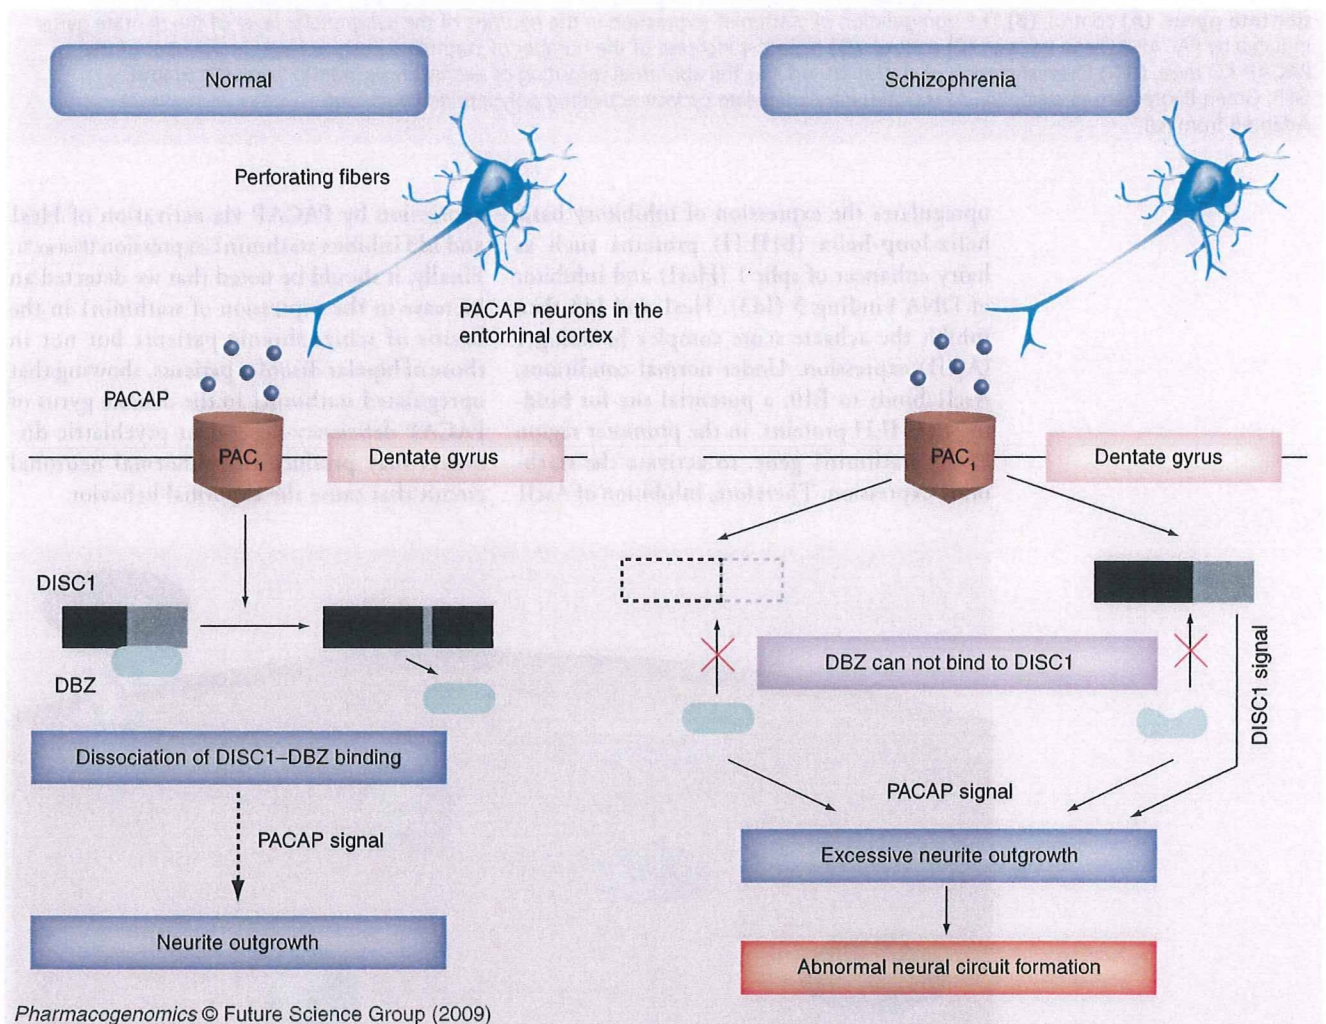 Normal
Schizophrenia
Perforating fibers
PACAP neurons in the
entorhinal cortex
PACAP
PAC₁
Dentate gyrus
PAC₁
Dentate gyrus
DISC1
DBZ
DBZ can not bind to DISC1
DISC1 signal
Dissociation of DISC1–DBZ binding
PACAP signal
PACAP signal
Excessive neurite outgrowth
Neurite outgrowth
Abnormal neural circuit formation
Pharmacogenomics © Future Science Group (2009)